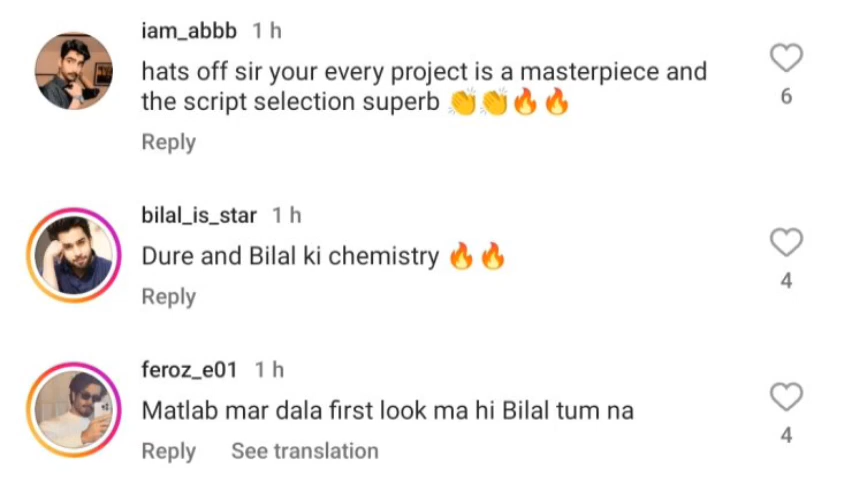 iam_abbb 1 h
hats off sir your every project is a masterpiece and
the script selection superb 👏👏🔥🔥
6
Reply
bilal_is_star 1 h
Dure and Bilal ki chemistry 🔥🔥
4
Reply
feroz_e01 1 h
Matlab mar dala first look ma hi Bilal tum na
4
Reply See translation